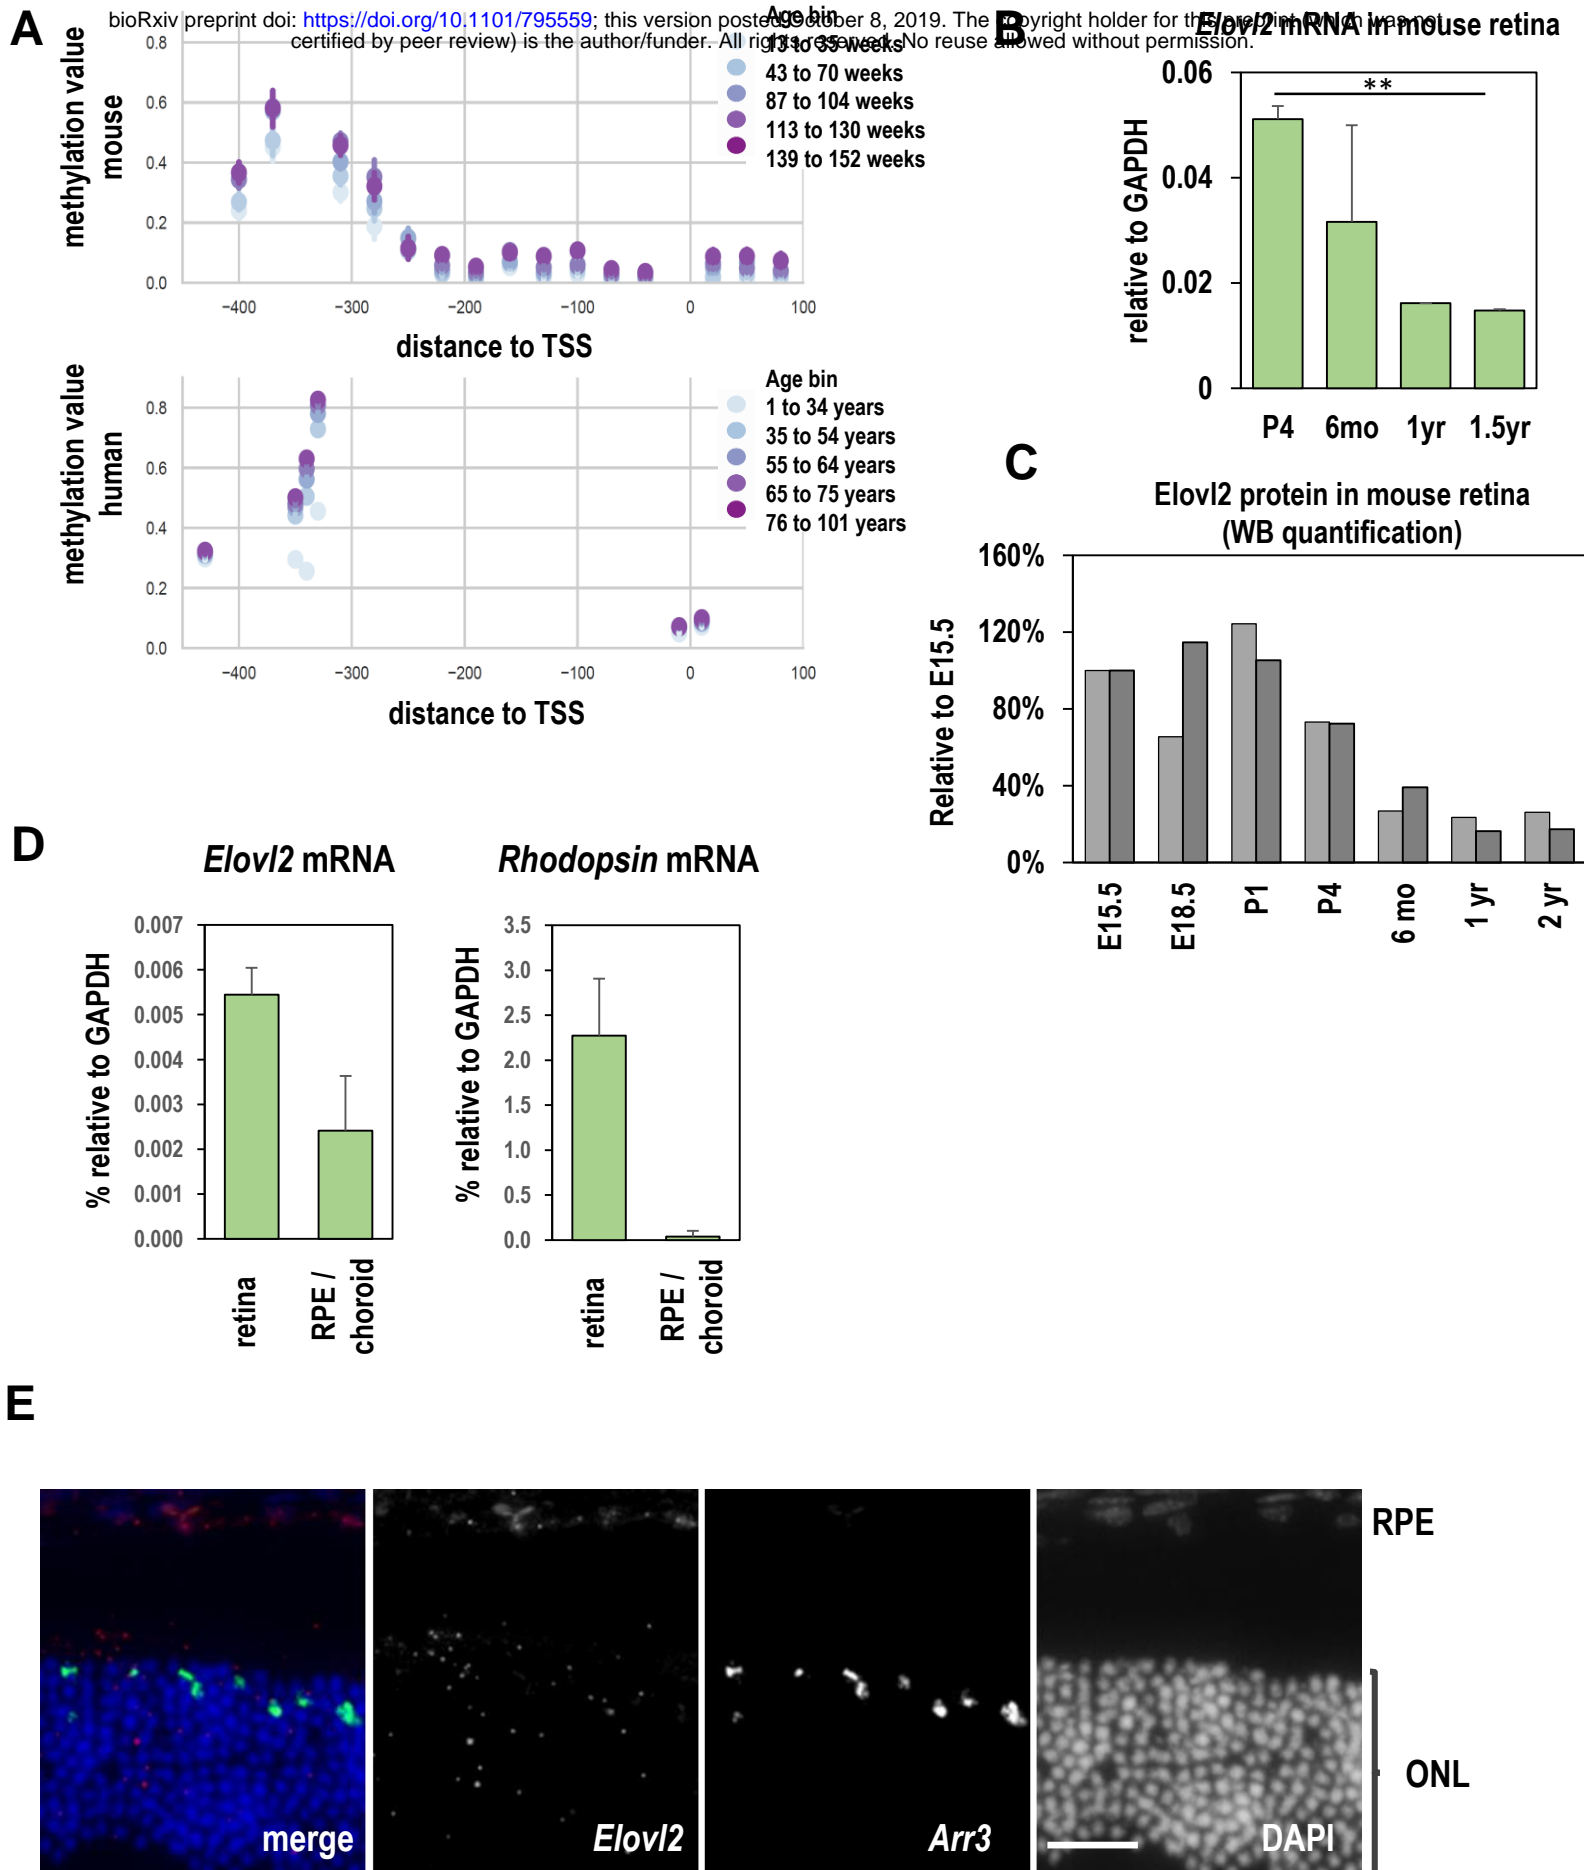 bioRxiv preprint doi: https://doi.org/10.1101/795559; this version posted October 8, 2019. The copyright holder for this preprint (which was not
certified by peer review) is the author/funder. All rights reserved. No reuse allowed without permission.
A
methylation value
mouse
0.8
0.6
0.4
0.2
0.0
−400
−300
−200
−100
0
100
distance to TSS
Age bin
13 to 35 weeks
43 to 70 weeks
87 to 104 weeks
113 to 130 weeks
139 to 152 weeks
methylation value
human
0.8
0.6
0.4
0.2
0.0
−400
−300
−200
−100
0
100
distance to TSS
Age bin
1 to 34 years
35 to 54 years
55 to 64 years
65 to 75 years
76 to 101 years
B
Elovl2 mRNA in mouse retina
relative to GAPDH
0.06
0.04
0.02
0
**
P4
6mo
1yr
1.5yr
C
Elovl2 protein in mouse retina
(WB quantification)
Relative to E15.5
160%
120%
80%
40%
0%
E15.5
E18.5
P1
P4
6 mo
1 yr
2 yr
D
Elovl2 mRNA
% relative to GAPDH
0.007
0.006
0.005
0.004
0.003
0.002
0.001
0.000
retina
RPE /
choroid
Rhodopsin mRNA
% relative to GAPDH
3.5
3.0
2.5
2.0
1.5
1.0
0.5
0.0
retina
RPE /
choroid
E
merge
Elovl2
Arr3
DAPI
RPE
ONL